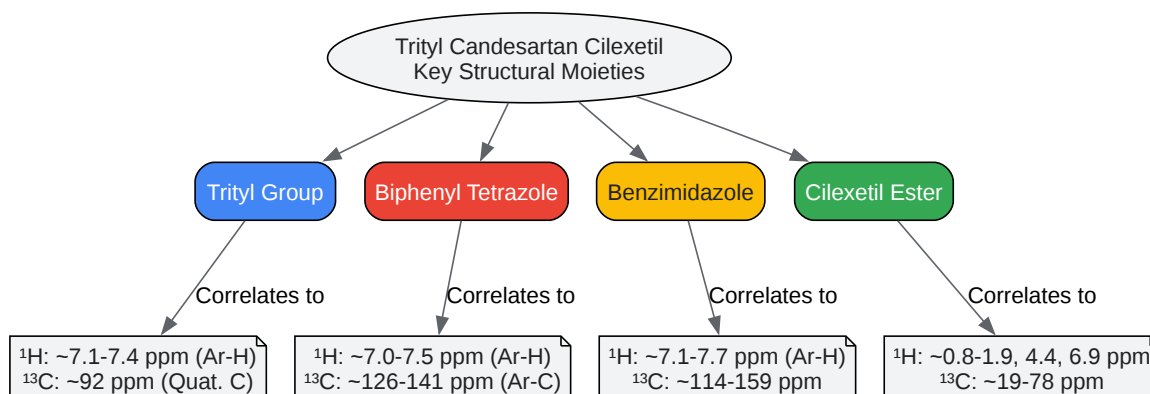 Trityl Candesartan Cilexetil
Key Structural Moieties
Trityl Group
Biphenyl Tetrazole
Benzimidazole
Cilexetil Ester
Correlates to
Correlates to
Correlates to
Correlates to
¹H: ~7.1-7.4 ppm (Ar-H)
¹³C: ~92 ppm (Quat. C)
¹H: ~7.0-7.5 ppm (Ar-H)
¹³C: ~126-141 ppm (Ar-C)
¹H: ~7.1-7.7 ppm (Ar-H)
¹³C: ~114-159 ppm
¹H: ~0.8-1.9, 4.4, 6.9 ppm
¹³C: ~19-78 ppm